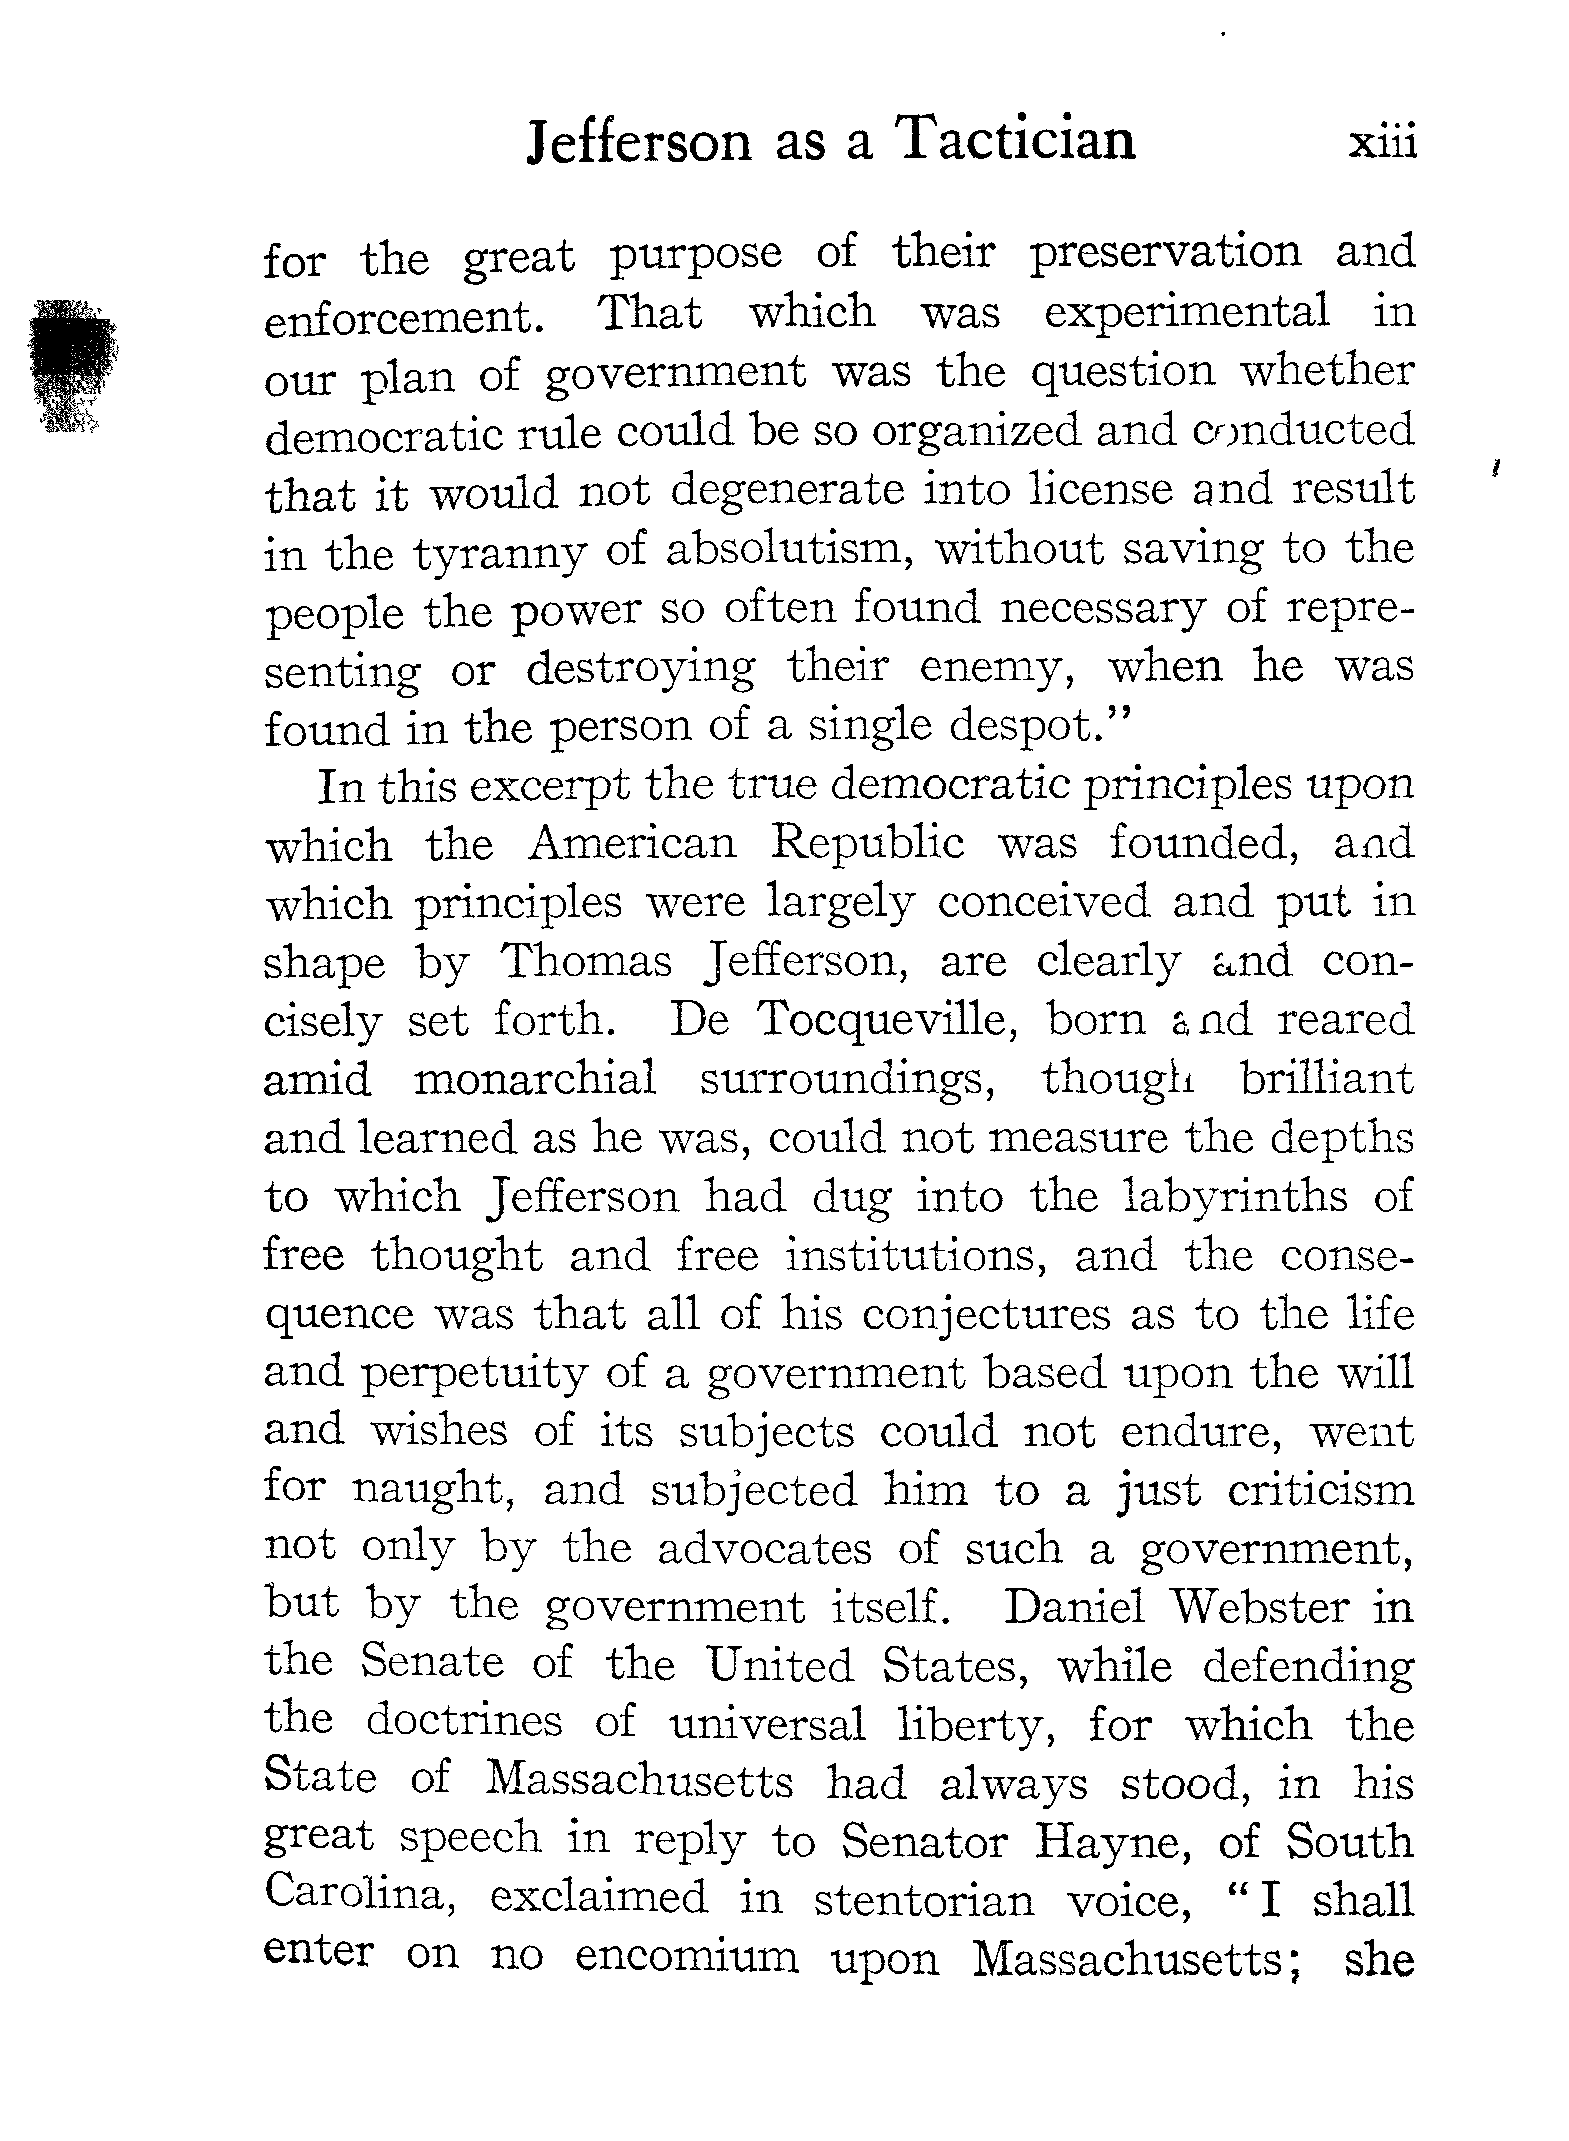 Jefferson as a Tactician xiii
for the great purpose of their preservation and
enforcement. That which was experimental in
our plan of government was the question whether
democratic rule could be so organized and conducted
that it would not degenerate into license and result
in the tyranny of absolutism, without saving to the
people the power so often found necessary of repre-
senting or destroying their enemy, when he was
found in the person of a single despot.”
In this excerpt the true democratic principles upon
which the American Republic was founded, and
which principles were largely conceived and put in
shape by Thomas Jefferson, are clearly and con-
cisely set forth. De Tocqueville, born and reared
amid monarchial surroundings, though brilliant
and learned as he was, could not measure the depths
to which Jefferson had dug into the labyrinths of
free thought and free institutions, and the conse-
quence was that all of his conjectures as to the life
and perpetuity of a government based upon the will
and wishes of its subjects could not endure, went
for naught, and subjected him to a just criticism
not only by the advocates of such a government,
but by the government itself. Daniel Webster in
the Senate of the United States, while defending
the doctrines of universal liberty, for which the
State of Massachusetts had always stood, in his
great speech in reply to Senator Hayne, of South
Carolina, exclaimed in stentorian voice, “I shall
enter on no encomium upon Massachusetts; she